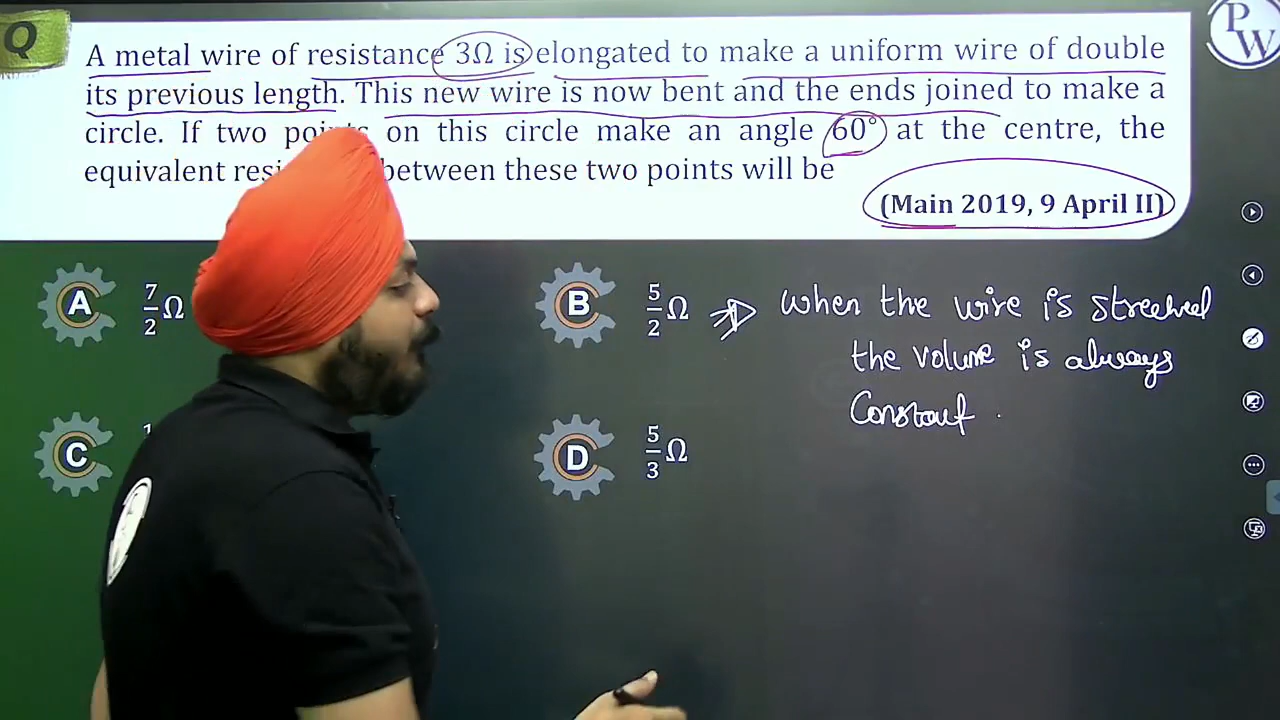 Q
PW
A metal wire of resistance 3Ω is elongated to make a uniform wire of double
its previous length. This new wire is now bent and the ends joined to make a
circle. If two points on this circle make an angle 60° at the centre, the
equivalent between these two points will be
(Main 2019, 9 April II)
A 7/2 Ω
B 5/2 Ω
⇒ When the wire is
the volume is always
Constant .
C
D 5/3 Ω